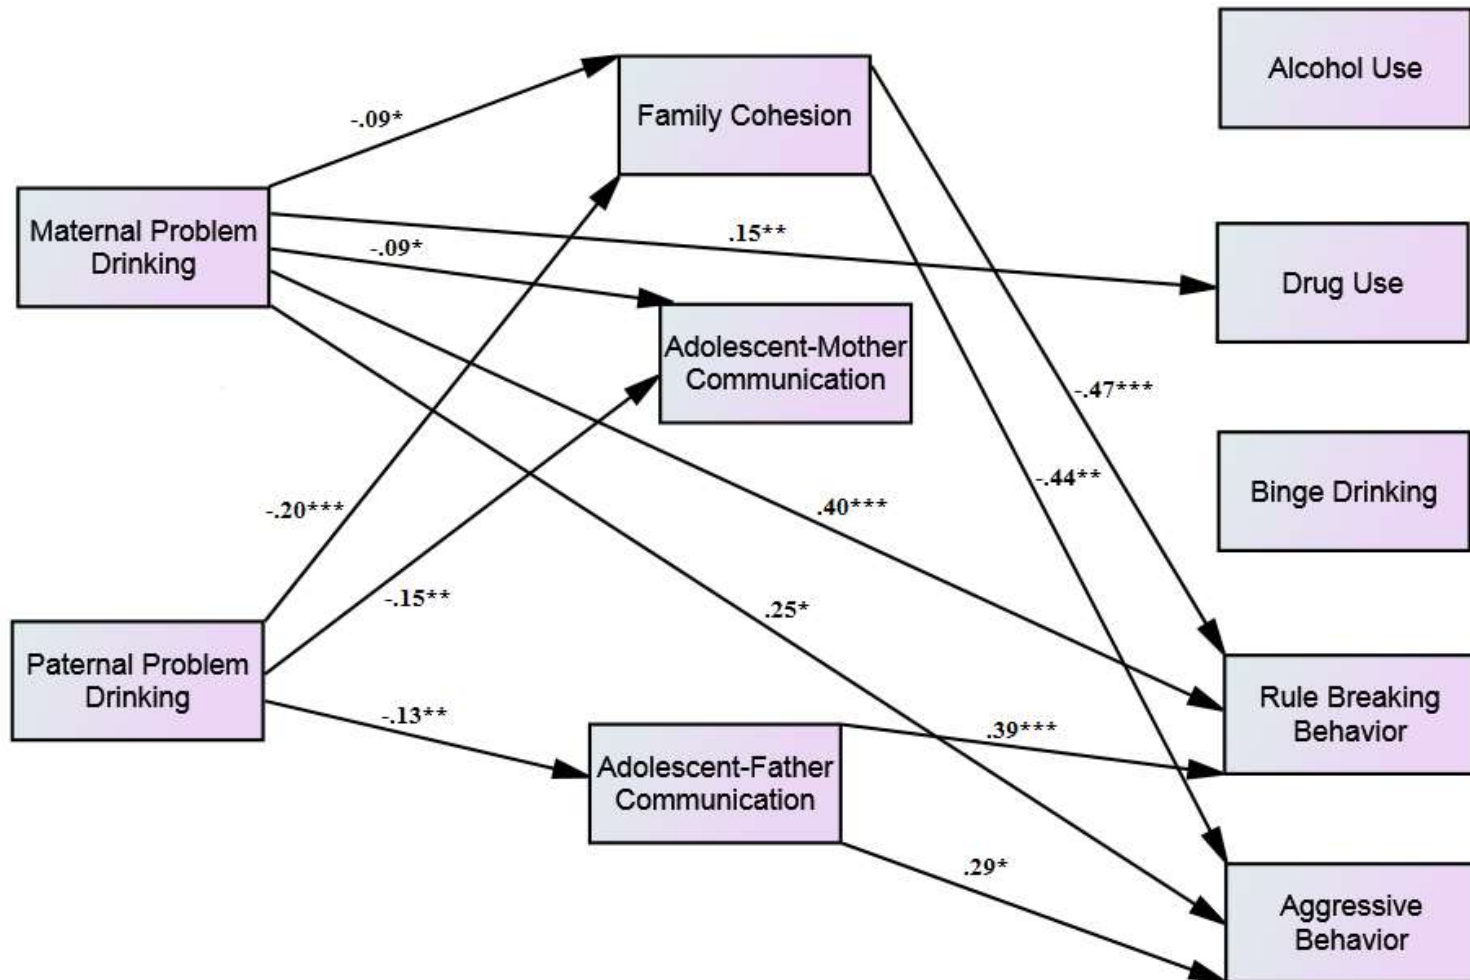 Alcohol Use
Family Cohesion
-.09*
Maternal Problem
Drinking
.15**
-.09*
Drug Use
Adolescent-Mother
Communication
-.47***
-.44**
Binge Drinking
-.20***
.40***
-.15**
.25*
Paternal Problem
Drinking
-.13**
.39***
Rule Breaking
Behavior
Adolescent-Father
Communication
.29*
Aggressive
Behavior